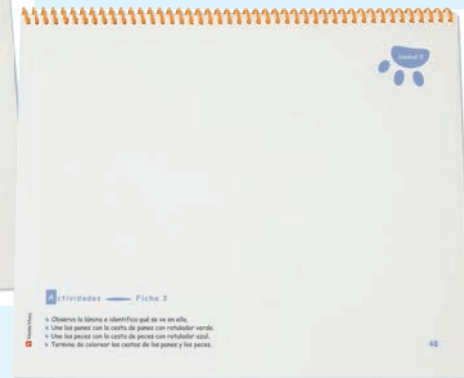 Unidad 3
Actividades Ficha 3
Observa la lámina e identifica qué se ve en ella.
Une los panes con la cesta de panes con rotulador verde.
Une los peces con la cesta de peces con rotulador azul.
Termina de colorear las cestas de los panes y los peces.
48